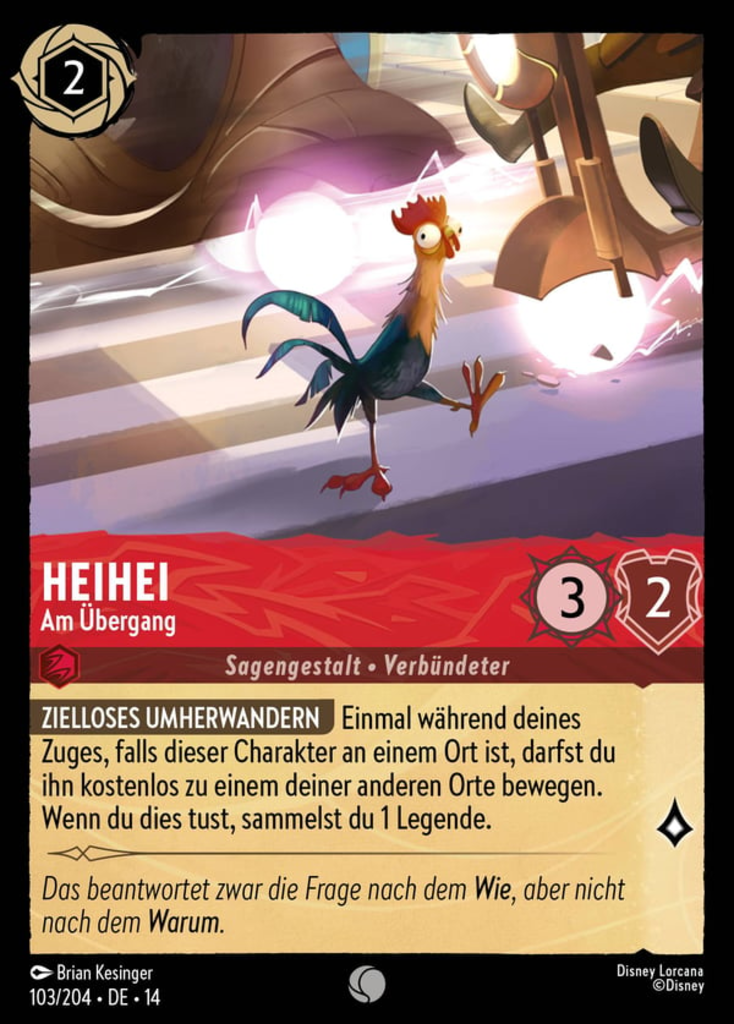 2
HEIHEI
Am Übergang
3
2
Sagengestalt • Verbündeter
ZIELLOSES UMHERWANDERN Einmal während deines
Zuges, falls dieser Charakter an einem Ort ist, darfst du
ihn kostenlos zu einem deiner anderen Orte bewegen.
Wenn du dies tust, sammelst du 1 Legende.
Das beantwortet zwar die Frage nach dem Wie, aber nicht
nach dem Warum.
Brian Kesinger
103/204 • DE • 14
Disney Lorcana
©Disney